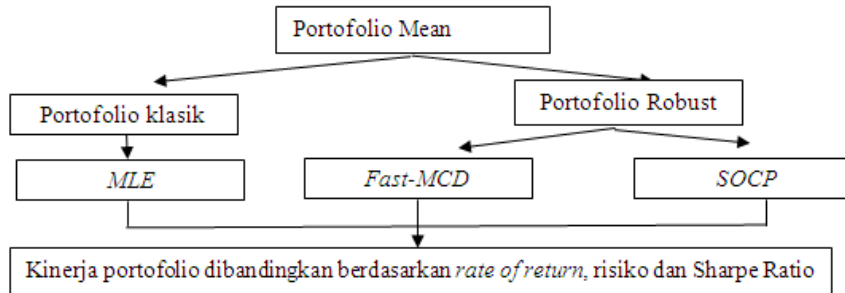 Portofolio Mean
Portofolio klasik
Portofolio Robust
MLE
Fast-MCD
SOCP
Kinerja portofolio dibandingkan berdasarkan rate of return, risiko dan Sharpe Ratio